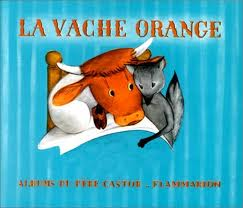 LA VACHE ORANGE
ALBUMS DU PÈRE CASTOR _ FLAMMARION